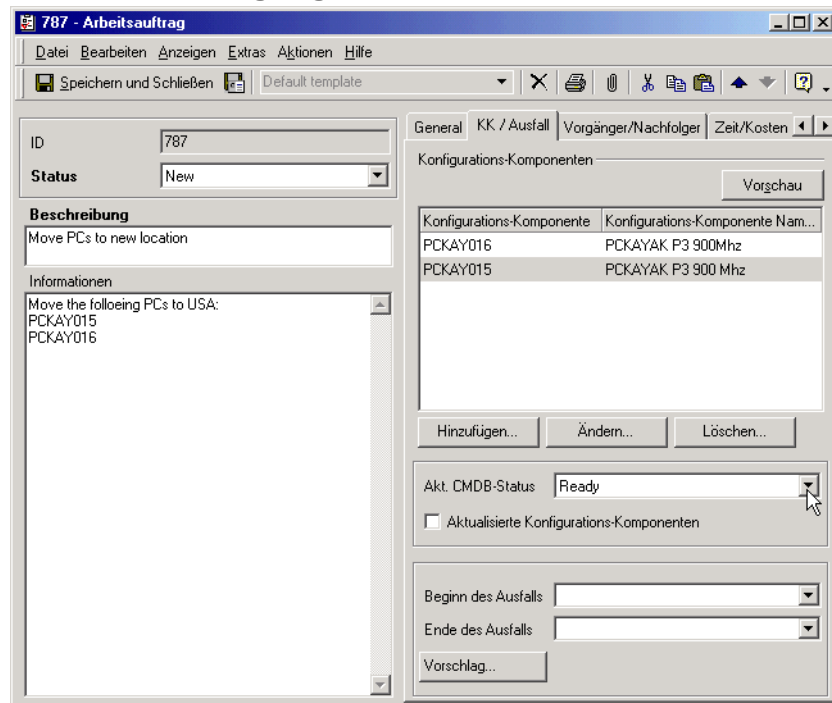 787 - Arbeitsauftrag
Datei Bearbeiten Anzeigen Extras Aktionen Hilfe
Speichern und Schließen Default template
ID 787
Status New
Beschreibung
Move PCs to new location
Informationen
Move the folloeing PCs to USA:
PCKAY015
PCKAY016
General KK / Ausfall Vorgänger/Nachfolger Zeit/Kosten
Konfigurations-Komponenten
Vorschau
Konfigurations-Komponente Konfigurations-Komponente Nam...
PCKAY016 PCKAYAK P3 900Mhz
PCKAY015 PCKAYAK P3 900 Mhz
Hinzufügen... Ändern... Löschen...
Akt. CMDB-Status Ready
Aktualisierte Konfigurations-Komponenten
Beginn des Ausfalls
Ende des Ausfalls
Vorschlag...